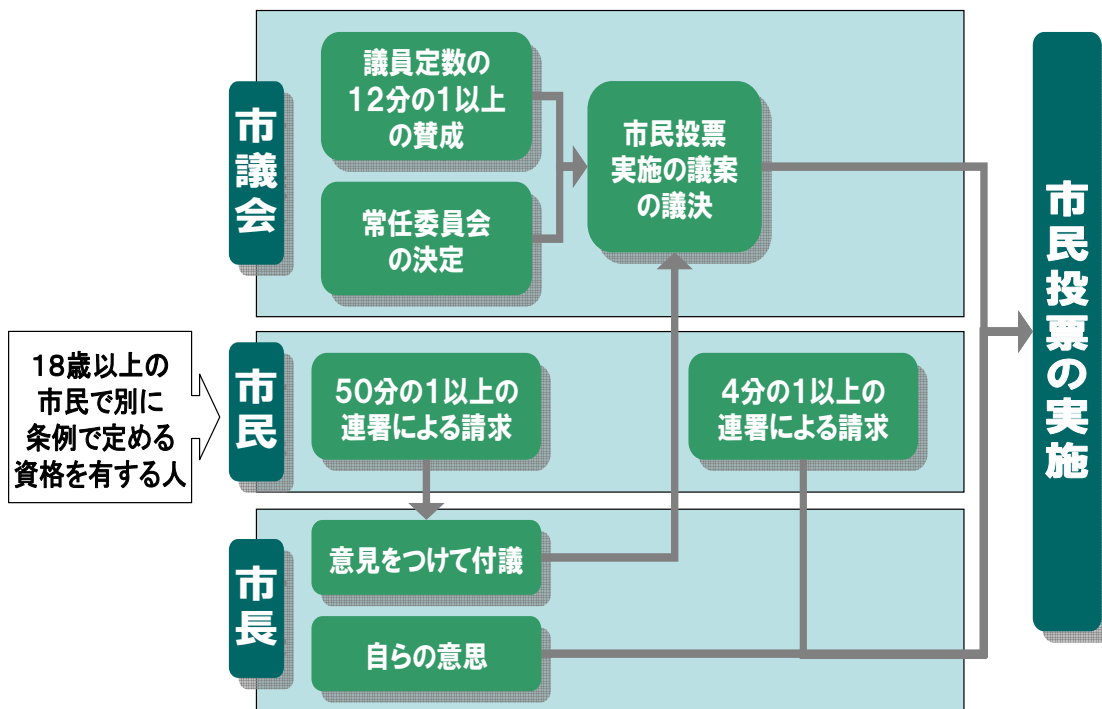 市議会
議員定数の
12分の1以上
の賛成
常任委員会
の決定
市民投票
実施の議案
の議決
18歳以上の
市民で別に
条例で定める
資格を有する人
市民
50分の1以上の
連署による請求
4分の1以上の
連署による請求
市長
意見をつけて付議
自らの意思
市民投票の実施